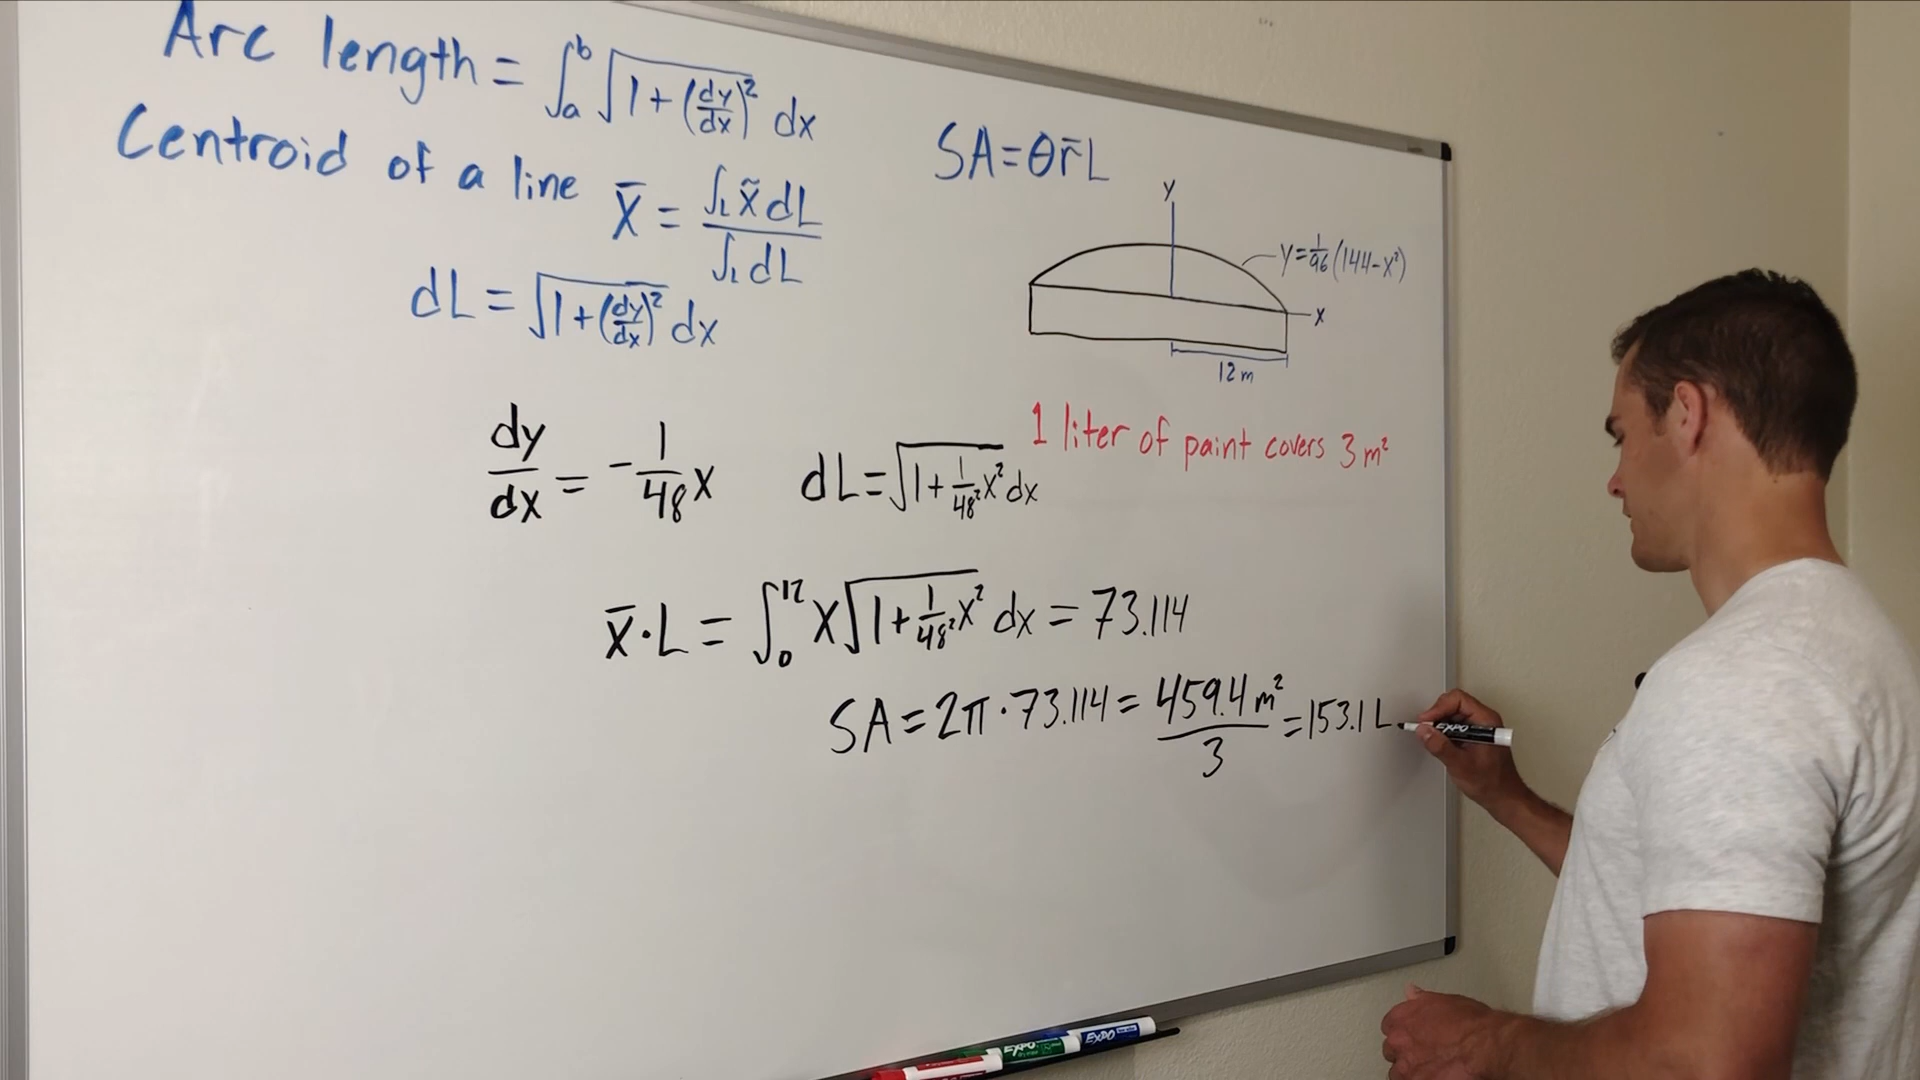 Arc length = ∫ₐᵇ √(1 + (dy/dx)²) dx
Centroid of a line x̄ = ∫_L x̃ dL / ∫_L dL
dL = √(1 + (dy/dx)²) dx
SA = θ r̄ L
y
y = 1/96 (144 - x²)
x
12 m
1 liter of paint covers 3 m²
dy/dx = -1/48 x
dL = √(1 + 1/48² x²) dx
x̄ · L = ∫₀¹² x √(1 + 1/48² x²) dx = 73.114
SA = 2π · 73.114 = 459.4 m² / 3 = 153.1 L
EXPO
EXPO
EXPO